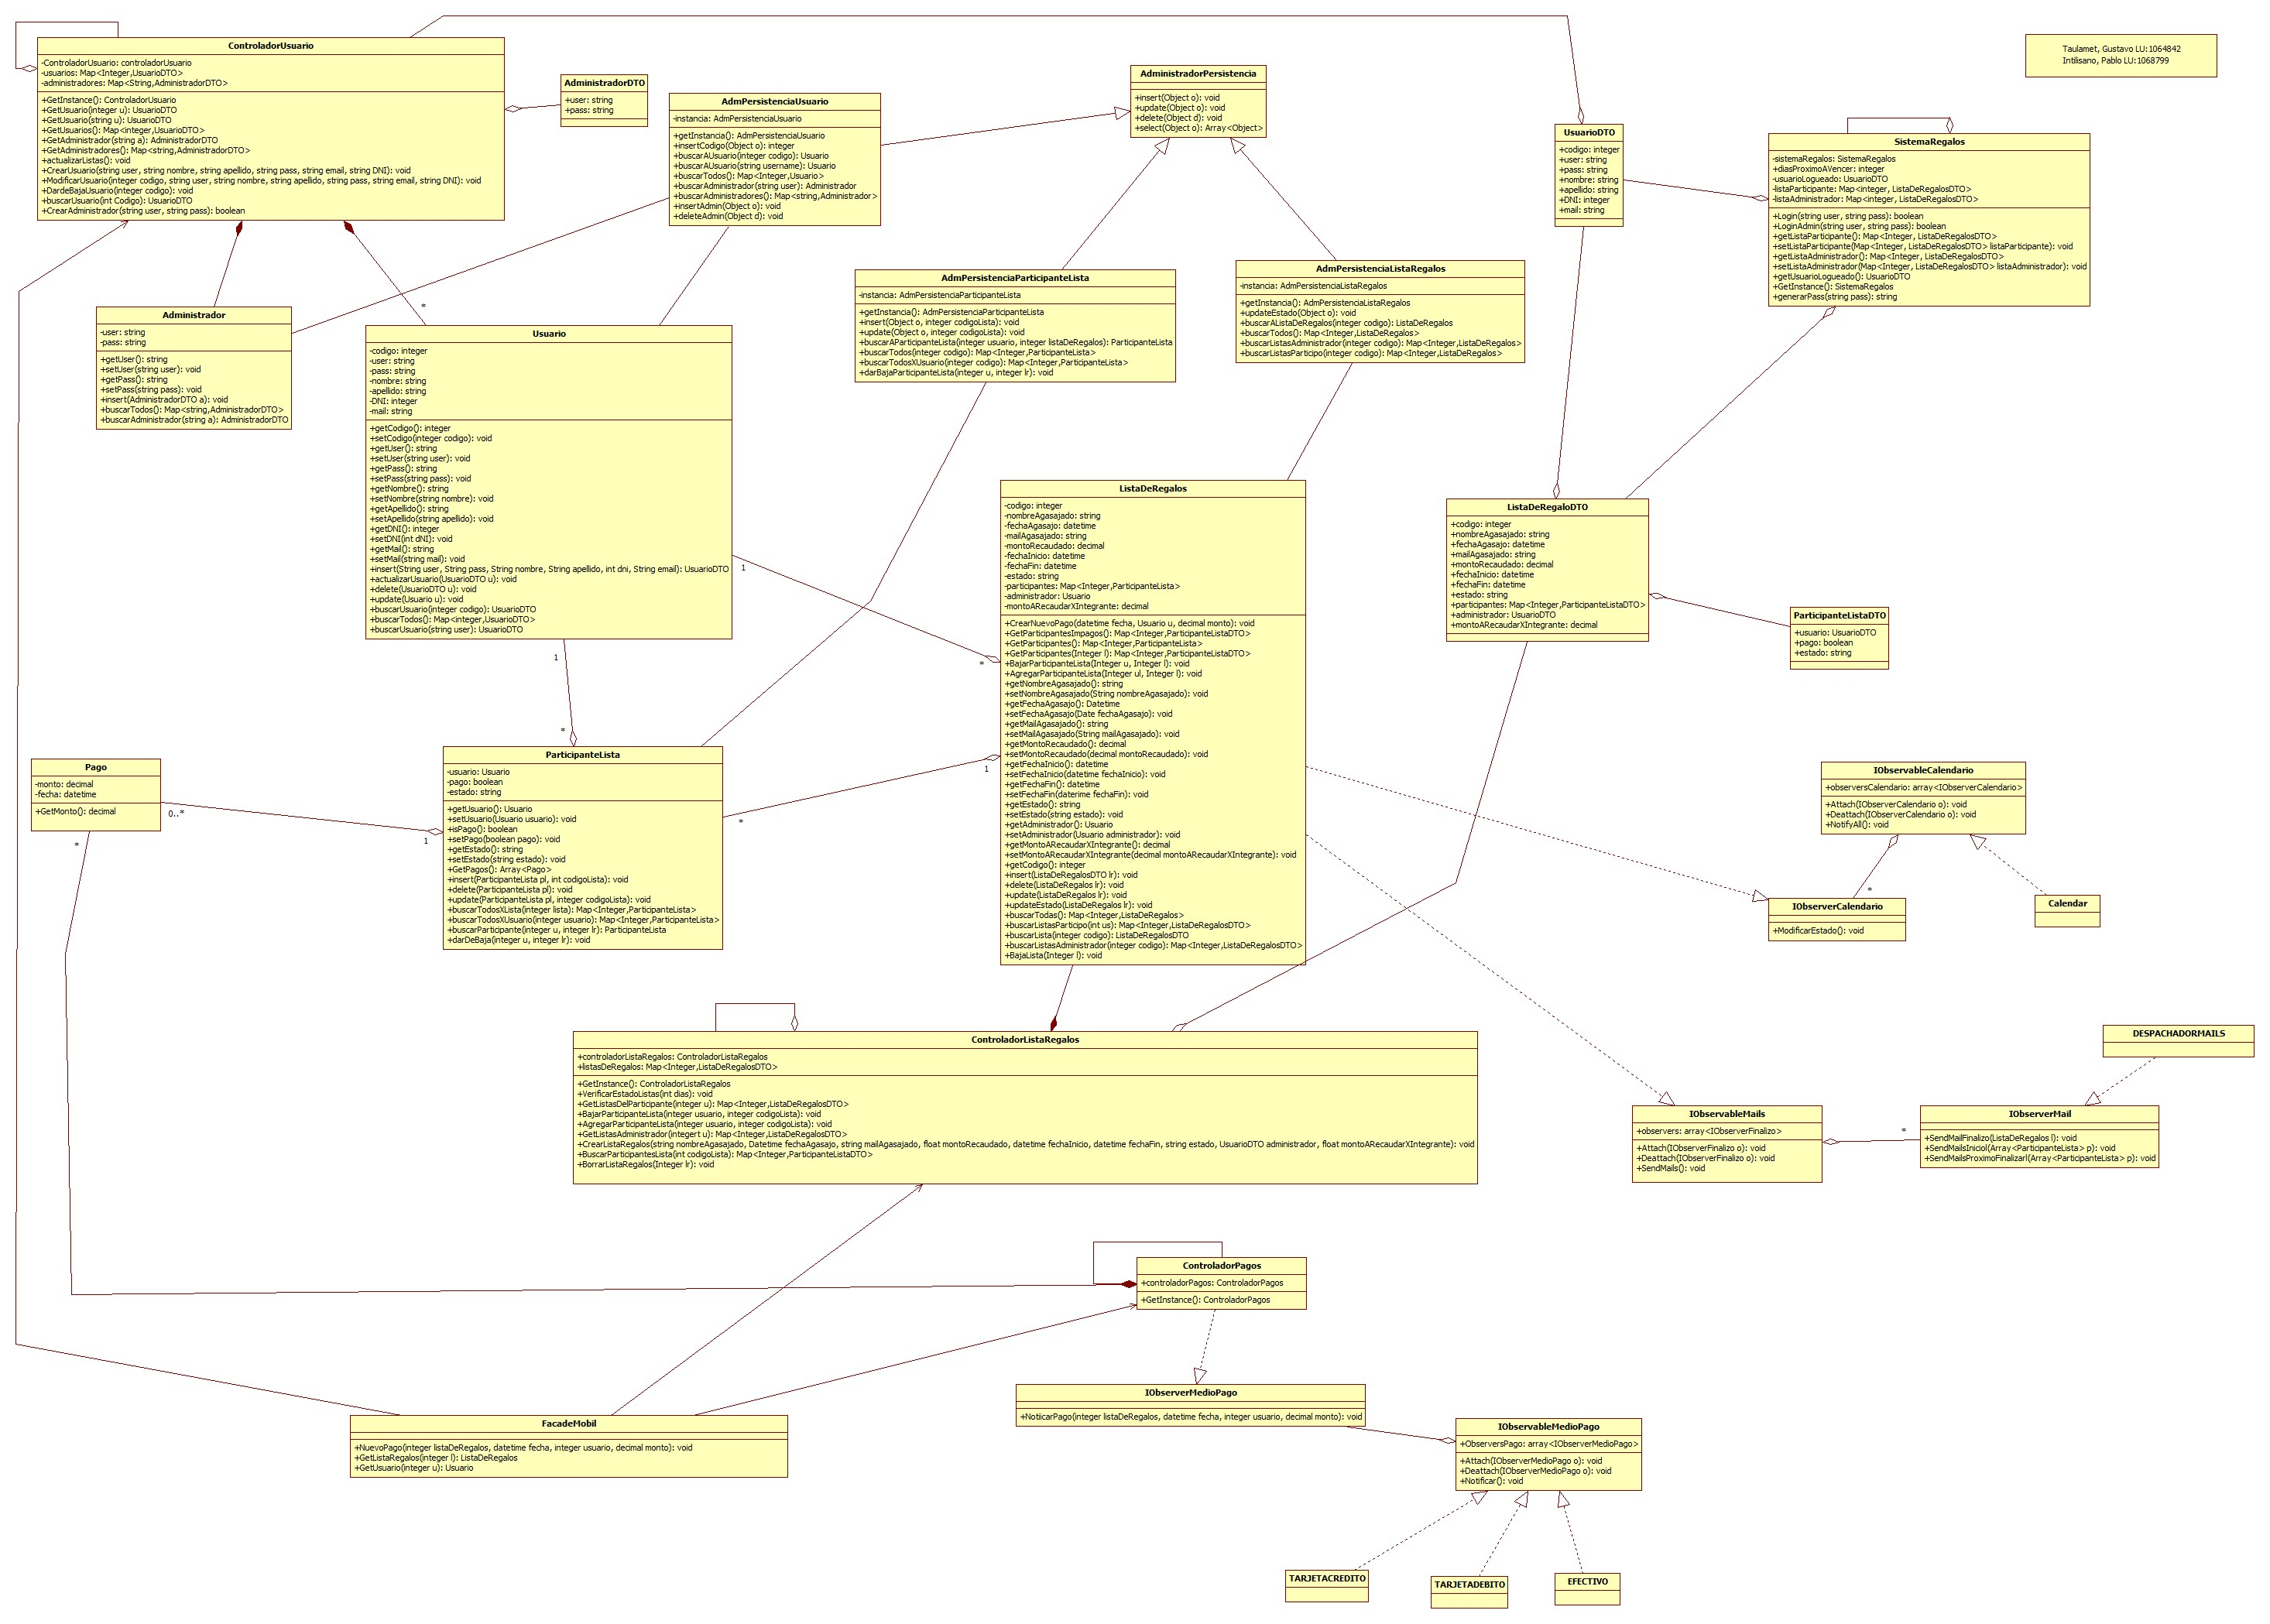 ControladorUsuario
-ControladorUsuario: controladorUsuario
-usuarios: Map<Integer,UsuarioDTO>
-administradores: Map<String,AdministradorDTO>
+GetInstance(): ControladorUsuario
+GetUsuario(integer u): UsuarioDTO
+GetUsuario(string u): UsuarioDTO
+GetUsuarios(): Map<integer,UsuarioDTO>
+GetAdministrador(string a): AdministradorDTO
+GetAdministradores(): Map<string,AdministradorDTO>
+actualizarListas(): void
+CrearUsuario(string user, string nombre, string apellido, string pass, string email, string DNI): void
+ModificarUsuario(integer codigo, string user, string nombre, string apellido, string pass, string email, string DNI): void
+DardeBajaUsuario(integer codigo): void
+buscarUsuario(int Codigo): UsuarioDTO
+CrearAdministrador(string user, string pass): boolean
AdministradorDTO
+user: string
+pass: string
AdmPersistenciaUsuario
-instancia: AdmPersistenciaUsuario
+getInstancia(): AdmPersistenciaUsuario
+insertCodigo(Object o): integer
+buscarAUsuario(integer codigo): Usuario
+buscarAUsuario(string username): Usuario
+buscarTodos(): Map<integer,Usuario>
+buscarAdministrador(string user): Administrador
+buscarAdministradores(): Map<string,Administrador>
+insertAdmin(Object o): void
+deleteAdmin(Object d): void
AdministradorPersistencia
+insert(Object o): void
+update(Object o): void
+delete(Object d): void
+select(Object o): Array<Object>
UsuarioDTO
+codigo: integer
+user: string
+pass: string
+nombre: string
+apellido: string
+DNI: integer
+mail: string
Taulamet, Gustavo LU:1064842
Intilisano, Pablo LU:1068799
SistemaRegalos
-sistemaRegalos: SistemaRegalos
+diasProximoAVencer: integer
-usuarioLogueado: UsuarioDTO
-listaParticipante: Map<integer, ListaDeRegalosDTO>
-listaAdministrador: Map<integer, ListaDeRegalosDTO>
+Login(string user, string pass): boolean
+LoginAdmin(string user, string pass): boolean
+getListaParticipante(): Map<Integer, ListaDeRegalosDTO>
+setListaParticipante(Map<Integer, ListaDeRegalosDTO> listaParticipante): void
+getListaAdministrador(): Map<Integer, ListaDeRegalosDTO>
+setListaAdministrador(Map<Integer, ListaDeRegalosDTO> listaAdministrador): void
+getUsuarioLogueado(): UsuarioDTO
+GetInstance(): SistemaRegalos
+generarPass(string pass): string
AdmPersistenciaParticipanteLista
-instancia: AdmPersistenciaParticipanteLista
+getInstancia(): AdmPersistenciaParticipanteLista
+insert(Object o, integer codigoLista): void
+update(Object o, integer codigoLista): void
+buscarAParticipanteLista(integer usuario, integer listaDeRegalos): ParticipanteLista
+buscarTodos(integer codigo): Map<Integer,ParticipanteLista>
+buscarTodosXUsuario(integer codigo): Map<Integer,ParticipanteLista>
+darBajaParticipanteLista(integer u, integer lr): void
AdmPersistenciaListaRegalos
-instancia: AdmPersistenciaListaRegalos
+getInstancia(): AdmPersistenciaListaRegalos
+updateEstado(Object o): void
+buscarAListaDeRegalos(integer codigo): ListaDeRegalos
+buscarTodos(): Map<Integer,ListaDeRegalos>
+buscarListasAdministrador(integer codigo): Map<Integer,ListaDeRegalos>
+buscarListasParticipo(integer codigo): Map<Integer,ListaDeRegalos>
Administrador
-user: string
-pass: string
+getUser(): string
+setUser(string user): void
+getPass(): string
+setPass(string pass): void
+insert(AdministradorDTO a): void
+buscarTodos(): Map<string,AdministradorDTO>
+buscarAdministrador(string a): AdministradorDTO
*
Usuario
-codigo: integer
-user: string
-pass: string
-nombre: string
-apellido: string
-DNI: integer
-mail: string
+getCodigo(): integer
+setCodigo(integer codigo): void
+getUser(): string
+setUser(string user): void
+getPass(): string
+setPass(string pass): void
+getNombre(): string
+setNombre(string nombre): void
+getApellido(): string
+setApellido(string apellido): void
+getDNI(): integer
+setDNI(int dNI): void
+getMail(): string
+setMail(string mail): void
+insert(String user, String pass, String nombre, String apellido, int dni, String email): UsuarioDTO
+actualizarUsuario(UsuarioDTO u): void
+delete(UsuarioDTO u): void
+update(Usuario u): void
+buscarUsuario(integer codigo): UsuarioDTO
+buscarTodos(): Map<integer,UsuarioDTO>
+buscarUsuario(string user): UsuarioDTO
1
*
1
*
ListaDeRegalos
-codigo: integer
-nombreAgasajado: string
-fechaAgasajo: datetime
-mailAgasajado: string
-montoRecaudado: decimal
-fechaInicio: datetime
-fechaFin: datetime
-estado: string
-participantes: Map<Integer,ParticipanteLista>
-administrador: Usuario
-montoARecaudarXIntegrante: decimal
+CrearNuevoPago(datetime fecha, Usuario u, decimal monto): void
+GetParticipantesImpagos(): Map<Integer,ParticipanteListaDTO>
+GetParticipantes(): Map<Integer,ParticipanteLista>
+GetParticipantes(Integer l): Map<Integer,ParticipanteListaDTO>
+BajarParticipanteLista(Integer u, Integer l): void
+AgregarParticipanteLista(Integer ul, Integer l): void
+getNombreAgasajado(): string
+setNombreAgasajado(String nombreAgasajado): void
+getFechaAgasajo(): Datetime
+setFechaAgasajo(Date fechaAgasajo): void
+getMailAgasajado(): string
+setMailAgasajado(String mailAgasajado): void
+getMontoRecaudado(): decimal
+setMontoRecaudado(decimal montoRecaudado): void
+getFechaInicio(): datetime
+setFechaInicio(datetime fechaInicio): void
+getFechaFin(): datetime
+setFechaFin(daterime fechaFin): void
+getEstado(): string
+setEstado(string estado): void
+getAdministrador(): Usuario
+setAdministrador(Usuario administrador): void
+getMontoARecaudarXIntegrante(): decimal
+setMontoARecaudarXIntegrante(decimal montoARecaudarXIntegrante): void
+getCodigo(): integer
+insert(ListaDeRegalosDTO lr): void
+delete(ListaDeRegalos lr): void
+update(ListaDeRegalos lr): void
+updateEstado(ListaDeRegalos lr): void
+buscarTodas(): Map<Integer,ListaDeRegalos>
+buscarListasParticipo(int us): Map<Integer,ListaDeRegalosDTO>
+buscarLista(integer codigo): ListaDeRegalosDTO
+buscarListasAdministrador(integer codigo): Map<Integer,ListaDeRegalosDTO>
+BajaLista(Integer l): void
ListaDeRegaloDTO
+codigo: integer
+nombreAgasajado: string
+fechaAgasajo: datetime
+mailAgasajado: string
+montoRecaudado: decimal
+fechaInicio: datetime
+fechaFin: datetime
+estado: string
+participantes: Map<Integer,ParticipanteListaDTO>
+administrador: UsuarioDTO
+montoARecaudarXIntegrante: decimal
ParticipanteListaDTO
+usuario: UsuarioDTO
+pago: boolean
+estado: string
Pago
-monto: decimal
-fecha: datetime
+GetMonto(): decimal
0..*
*
1
ParticipanteLista
-usuario: Usuario
-pago: boolean
-estado: string
+getUsuario(): Usuario
+setUsuario(Usuario usuario): void
+isPago(): boolean
+setPago(boolean pago): void
+getEstado(): string
+setEstado(string estado): void
+GetPagos(): Array<Pago>
+insert(ParticipanteLista pl, int codigoLista): void
+delete(ParticipanteLista pl): void
+update(ParticipanteLista pl, integer codigoLista): void
+buscarTodosXLista(integer lista): Map<Integer,ParticipanteLista>
+buscarTodosXUsuario(integer usuario): Map<Integer,ParticipanteLista>
+buscarParticipante(integer u, integer lr): ParticipanteLista
+darDeBaja(integer u, integer lr): void
*
1
IObservableCalendario
+observersCalendario: array<IObserverCalendario>
+Attach(IObserverCalendario o): void
+Deattach(IObserverCalendario o): void
+NotifyAll(): void
*
IObserverCalendario
+ModificarEstado(): void
Calendar
ControladorListaRegalos
+controladorListaRegalos: ControladorListaRegalos
+listasDeRegalos: Map<Integer,ListaDeRegalosDTO>
+GetInstance(): ControladorListaRegalos
+VerificarEstadoListas(int dias): void
+GetListasDelParticipante(integer u): Map<Integer,ListaDeRegalosDTO>
+BajarParticipanteLista(integer usuario, integer codigoLista): void
+AgregarParticipanteLista(integer usuario, integer codigoLista): void
+GetListasAdministrador(integert u): Map<Integer,ListaDeRegalosDTO>
+CrearListaRegalos(string nombreAgasajado, Datetime fechaAgasajo, string mailAgasajado, float montoRecaudado, datetime fechaInicio, datetime fechaFin, string estado, UsuarioDTO administrador, float montoARecaudarXIntegrante): void
+BuscarParticipantesLista(int codigoLista): Map<Integer,ParticipanteListaDTO>
+BorrarListaRegalos(Integer lr): void
DESPACHADORMAILS
IObservableMails
+observers: array<IObserverFinalizo>
+Attach(IObserverFinalizo o): void
+Deattach(IObserverFinalizo o): void
+SendMails(): void
*
IObserverMail
+SendMailFinalizo(ListaDeRegalos l): void
+SendMailsIniciol(Array<ParticipanteLista> p): void
+SendMailsProximoFinalizarl(Array<ParticipanteLista> p): void
ControladorPagos
+controladorPagos: ControladorPagos
+GetInstance(): ControladorPagos
IObserverMedioPago
+NoticarPago(integer listaDeRegalos, datetime fecha, integer usuario, decimal monto): void
FacadeMobil
+NuevoPago(integer listaDeRegalos, datetime fecha, integer usuario, decimal monto): void
+GetListaRegalos(integer l): ListaDeRegalos
+GetUsuario(integer u): Usuario
IObservableMedioPago
+ObserversPago: array<IObserverMedioPago>
+Attach(IObserverMedioPago o): void
+Deattach(IObserverMedioPago o): void
+Notificar(): void
TARJETACREDITO
TARJETADEBITO
EFECTIVO